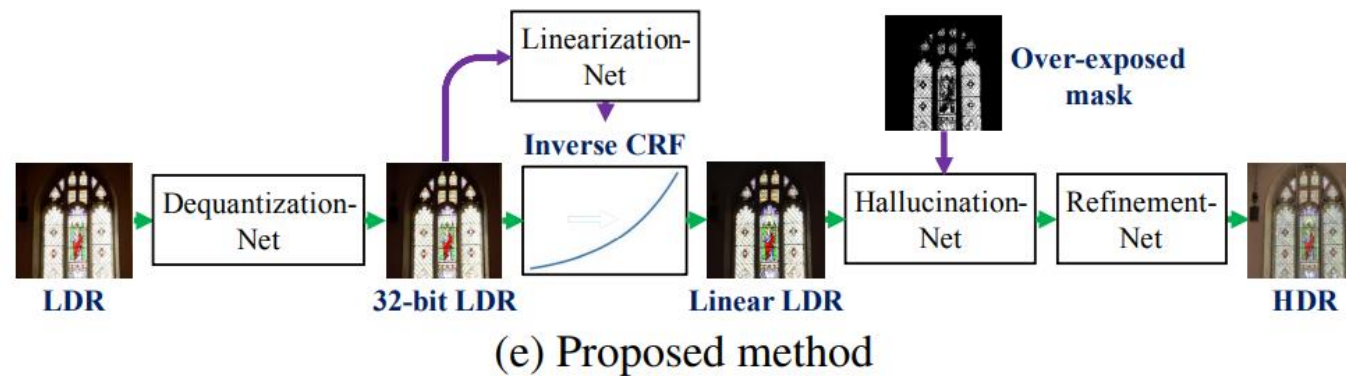 Linearization-
Net
Over-exposed
mask
Inverse CRF
Dequantization-
Net
Hallucination-
Net
Refinement-
Net
LDR
32-bit LDR
Linear LDR
HDR
(e) Proposed method